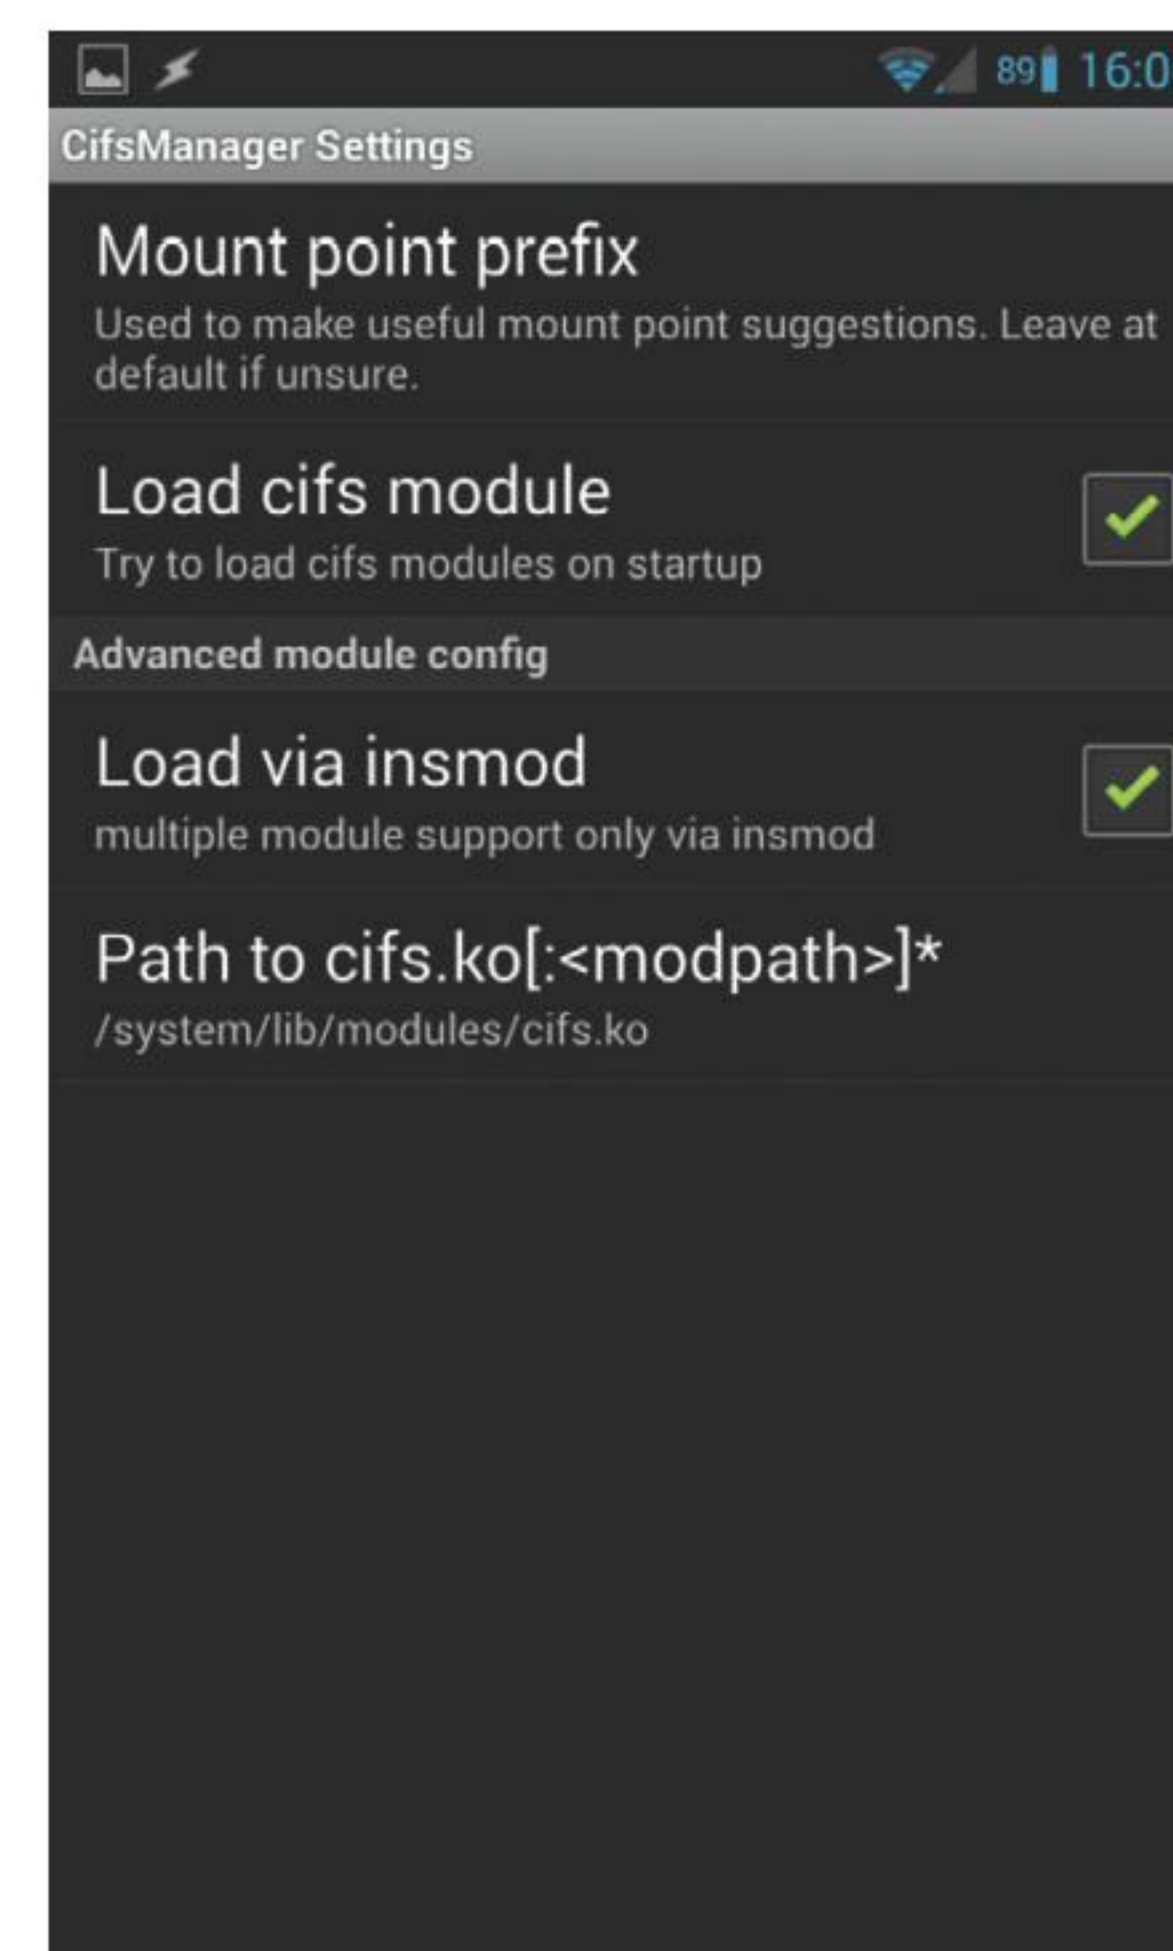 89 16:0
CifsManager Settings
Mount point prefix
Used to make useful mount point suggestions. Leave at
default if unsure.
Load cifs module
Try to load cifs modules on startup
Advanced module config
Load via insmod
multiple module support only via insmod
Path to cifs.ko[:<modpath>]*
/system/lib/modules/cifs.ko